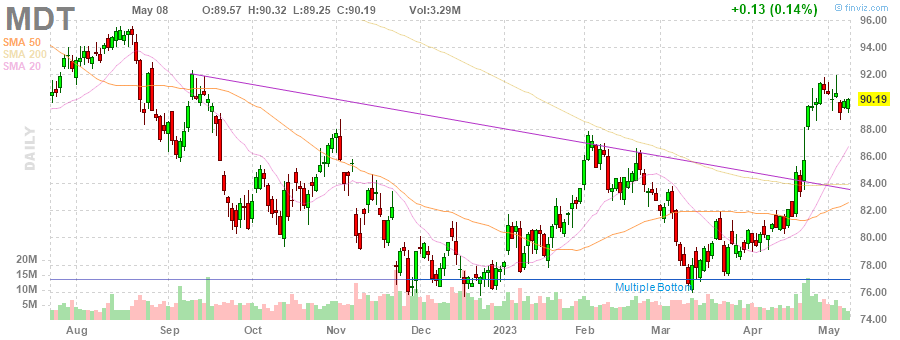 MDT
May 08 O:89.57 H:90.32 L:89.25 C:90.19 Vol:3.29M +0.13 (0.14%)
© finviz.com
SMA 50
SMA 200
SMA 20
DAILY
96.00
94.00
92.00
90.19
88.00
86.00
84.00
82.00
80.00
78.00
76.00
74.00
20M
15M
10M
5M
Multiple Bottom
Aug Sep Oct Nov Dec 2023 Feb Mar Apr May